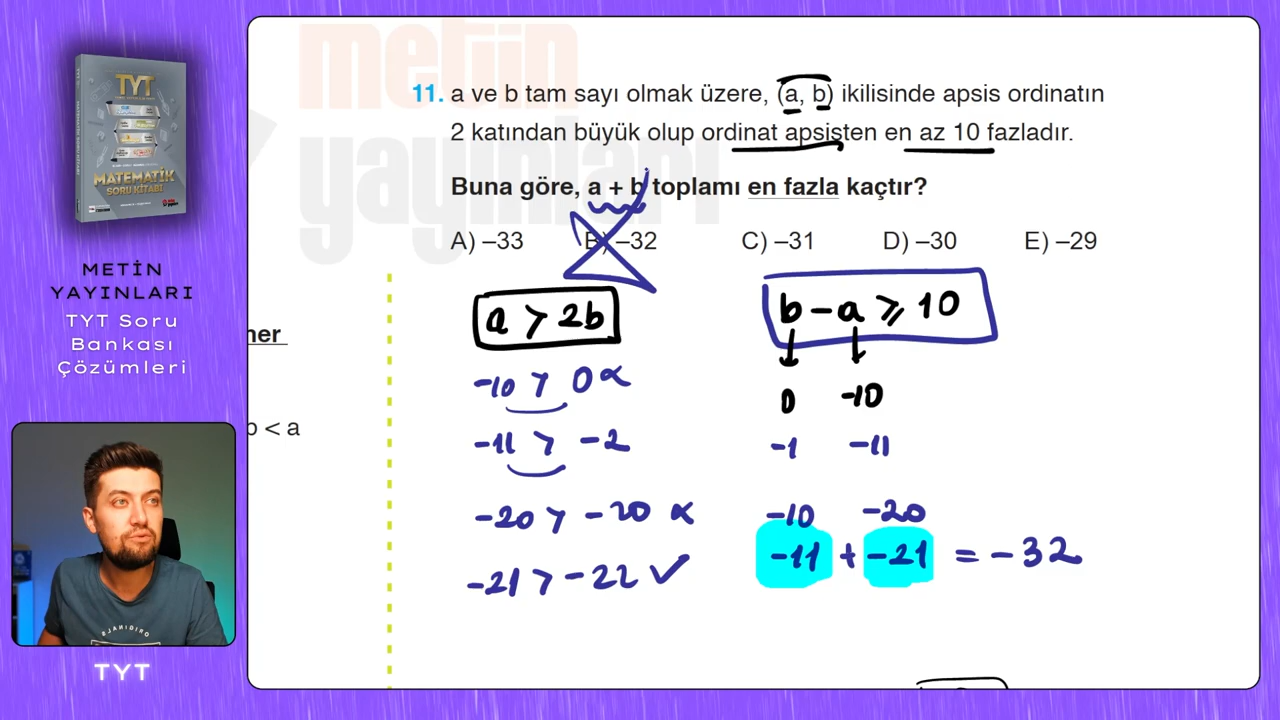 metin
yayınları
TYT
MATEMATİK
SORU KİTABI
METİN
YAYINLARI
TYT Soru
Bankası
Çözümleri
ORIGINALS
TYT
ner
b < a
11. a ve b tam sayı olmak üzere, (a, b) ikilisinde apsis ordinatın
2 katından büyük olup ordinat apsisten en az 10 fazladır.
Buna göre, a + b toplamı en fazla kaçtır?
A) –33 B) –32 C) –31 D) –30 E) –29
a > 2b b – a ⩾ 10
-10 > 0 0 -10
-11 > -2 -1 -11
-20 > -20 -10 -20
-21 > -22 ✓ -11 + -21 = -32